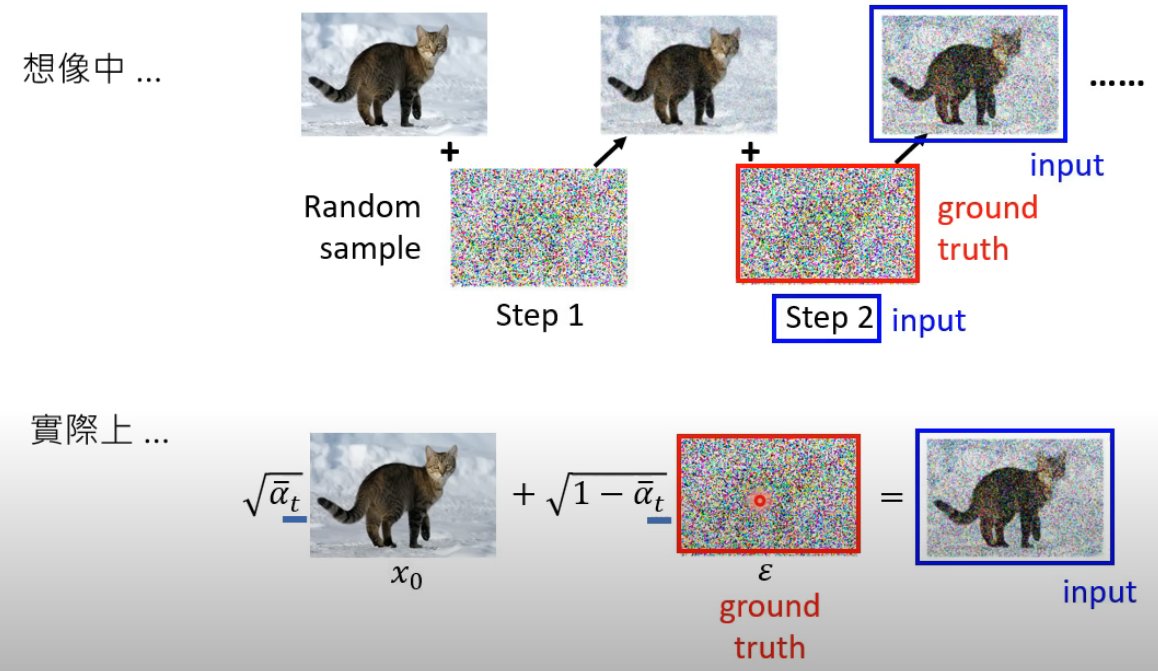 想像中 ...
+
+
......
input
Random
sample
ground
truth
Step 1
Step 2 input
實際上 ...
√ᾱₜ + √1 − ᾱₜ =
x₀
ε
ground
truth
input